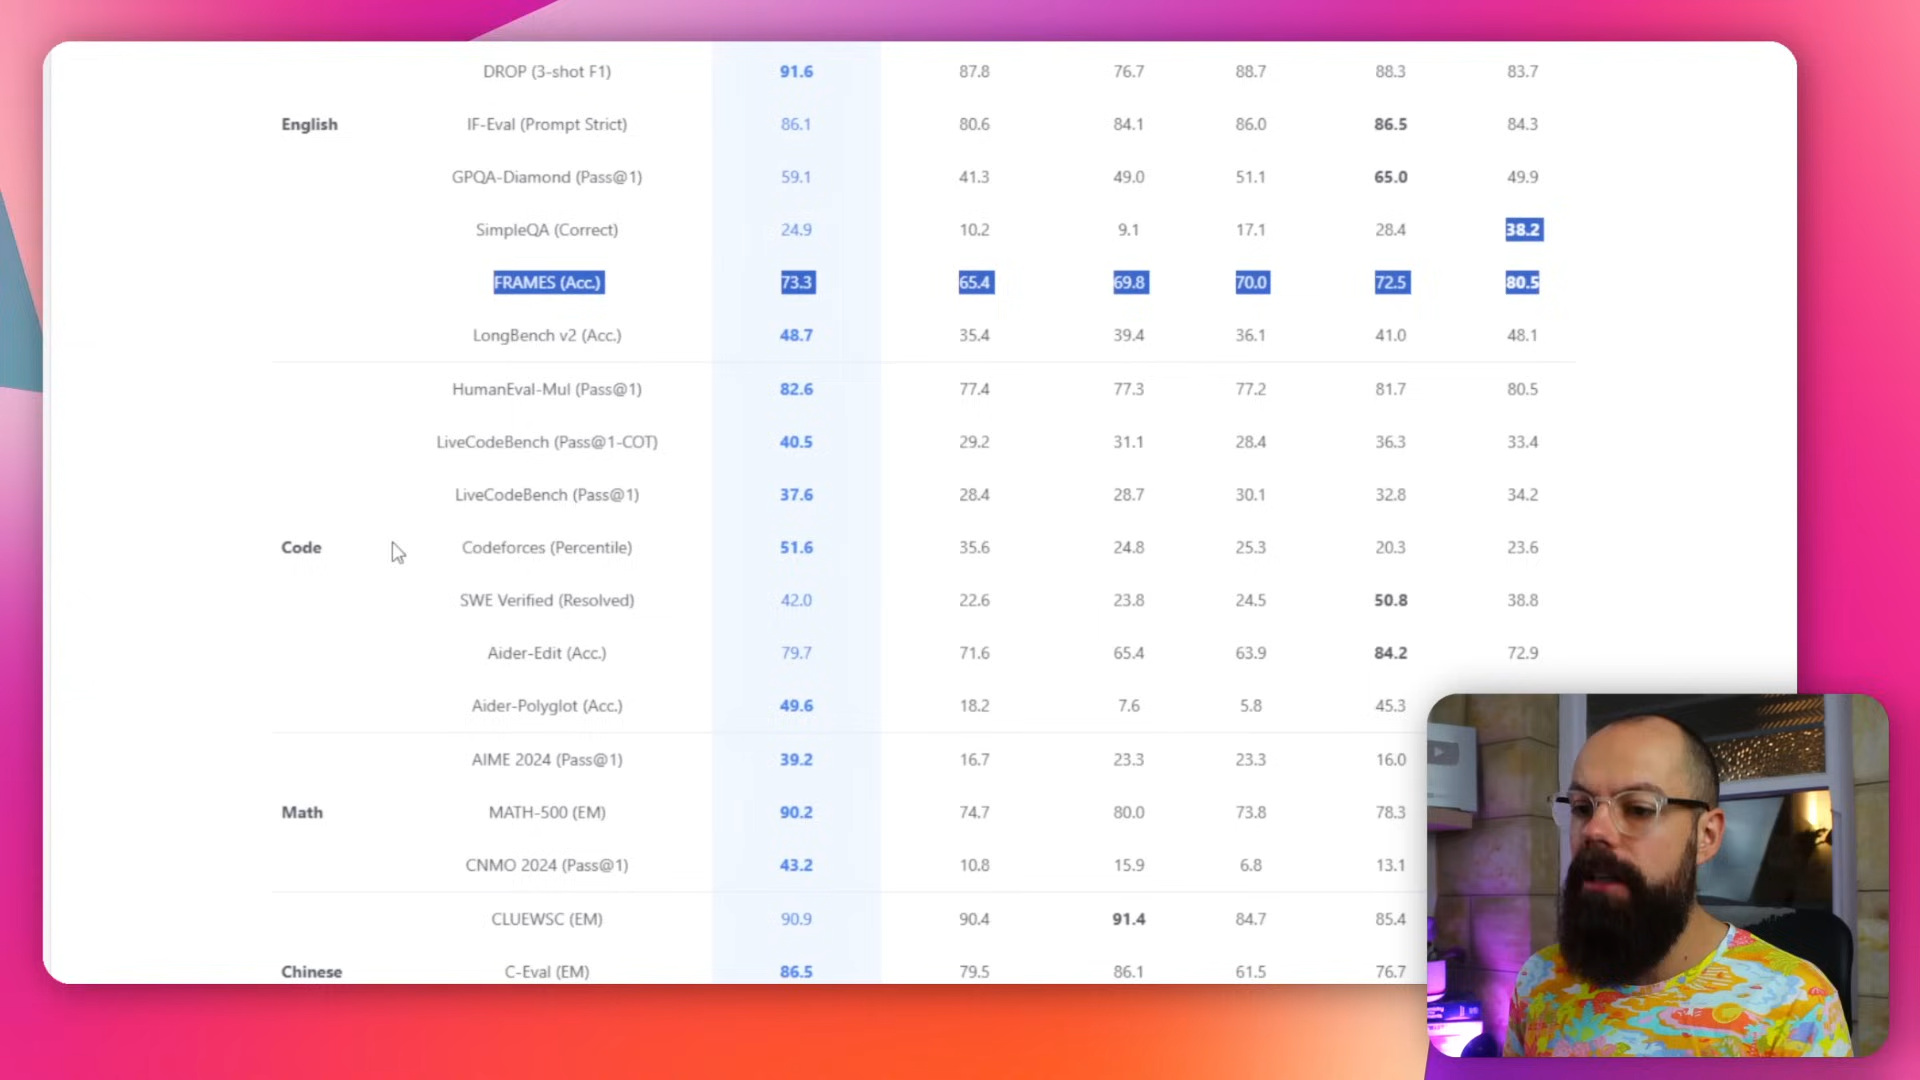 DROP (3-shot F1) 91.6 87.8 76.7 88.7 88.3 83.7
English IF-Eval (Prompt Strict) 86.1 80.6 84.1 86.0 86.5 84.3
GPQA-Diamond (Pass@1) 59.1 41.3 49.0 51.1 65.0 49.9
SimpleQA (Correct) 24.9 10.2 9.1 17.1 28.4 38.2
FRAMES (Acc.) 73.3 65.4 69.8 70.0 72.5 80.5
LongBench v2 (Acc.) 48.7 35.4 39.4 36.1 41.0 48.1
HumanEval-Mul (Pass@1) 82.6 77.4 77.3 77.2 81.7 80.5
LiveCodeBench (Pass@1-COT) 40.5 29.2 31.1 28.4 36.3 33.4
LiveCodeBench (Pass@1) 37.6 28.4 28.7 30.1 32.8 34.2
Code Codeforces (Percentile) 51.6 35.6 24.8 25.3 20.3 23.6
SWE Verified (Resolved) 42.0 22.6 23.8 24.5 50.8 38.8
Aider-Edit (Acc.) 79.7 71.6 65.4 63.9 84.2 72.9
Aider-Polyglot (Acc.) 49.6 18.2 7.6 5.8 45.3
AIME 2024 (Pass@1) 39.2 16.7 23.3 23.3 16.0
Math MATH-500 (EM) 90.2 74.7 80.0 73.8 78.3
CNMO 2024 (Pass@1) 43.2 10.8 15.9 6.8 13.1
CLUEWSC (EM) 90.9 90.4 91.4 84.7 85.4
Chinese C-Eval (EM) 86.5 79.5 86.1 61.5 76.7